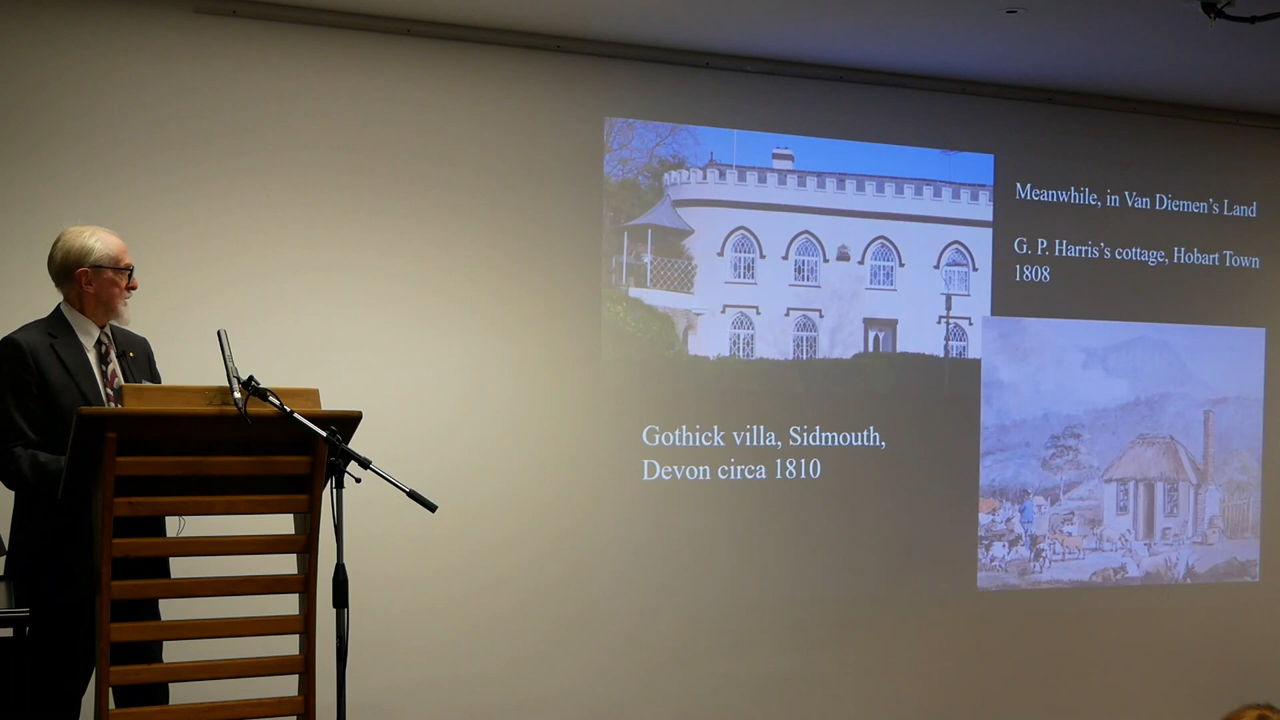 Meanwhile, in Van Diemen's Land
G. P. Harris's cottage, Hobart Town
1808
Gothick villa, Sidmouth,
Devon circa 1810